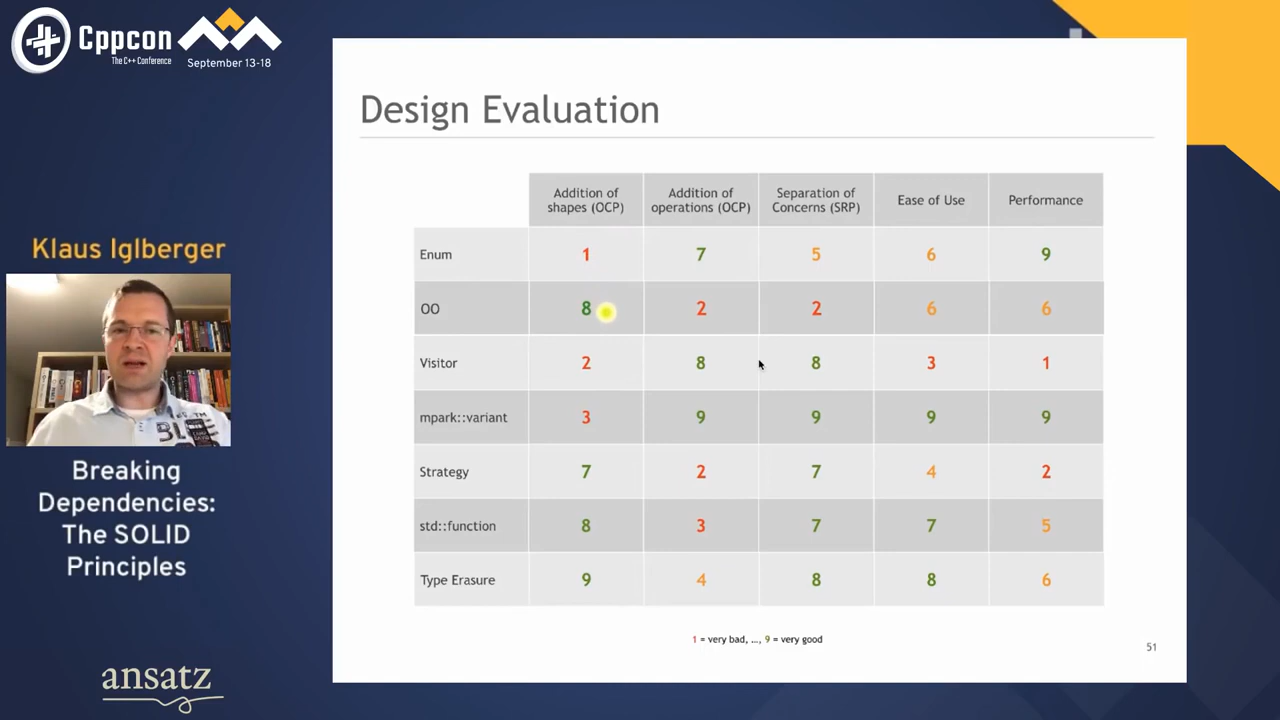 Cppcon
The C++ Conference
September 13-18
Klaus Iglberger
Breaking
Dependencies:
The SOLID
Principles
ansatz
Design Evaluation
Addition of shapes (OCP) Addition of operations (OCP) Separation of Concerns (SRP) Ease of Use Performance
Enum 1 7 5 6 9
OO 8 2 2 6 6
Visitor 2 8 8 3 1
mpark::variant 3 9 9 9 9
Strategy 7 2 7 4 2
std::function 8 3 7 7 5
Type Erasure 9 4 8 8 6
1 = very bad, …, 9 = very good
51